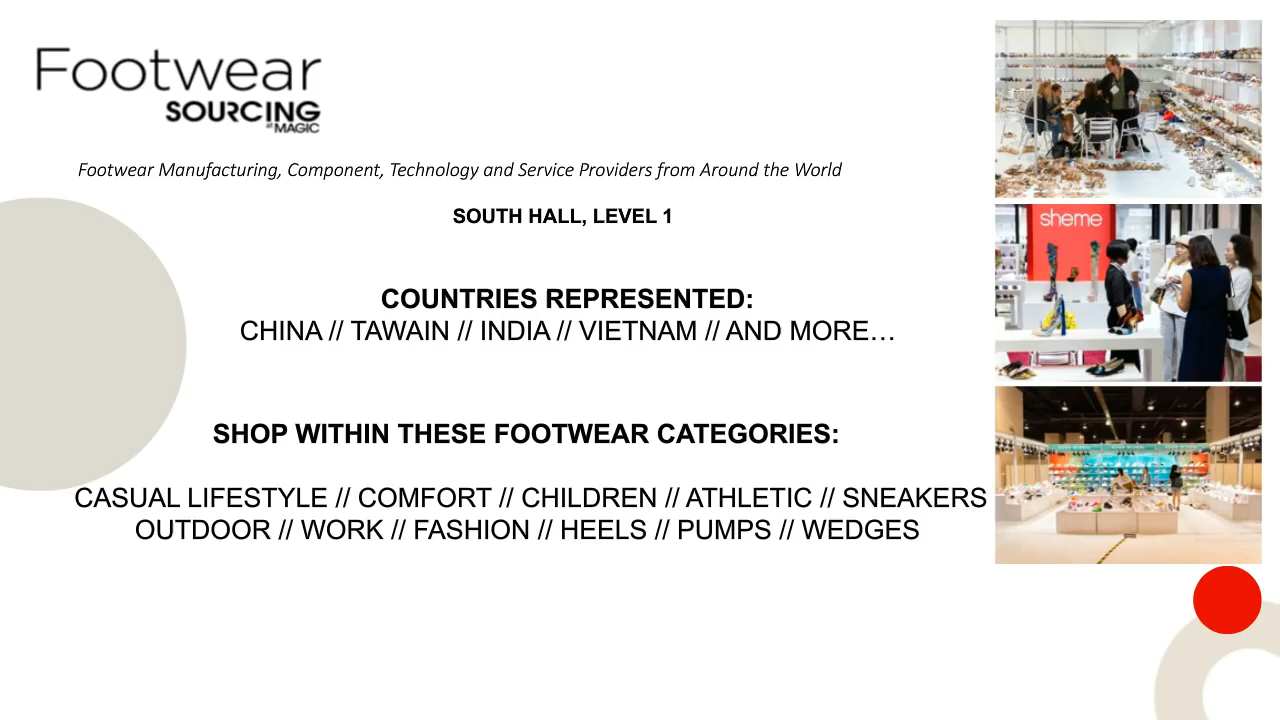 Footwear
SOURCING
at MAGIC
Footwear Manufacturing, Component, Technology and Service Providers from Around the World
SOUTH HALL, LEVEL 1
COUNTRIES REPRESENTED:
CHINA // TAWAIN // INDIA // VIETNAM // AND MORE…
SHOP WITHIN THESE FOOTWEAR CATEGORIES:
CASUAL LIFESTYLE // COMFORT // CHILDREN // ATHLETIC // SNEAKERS
OUTDOOR // WORK // FASHION // HEELS // PUMPS // WEDGES
sheme